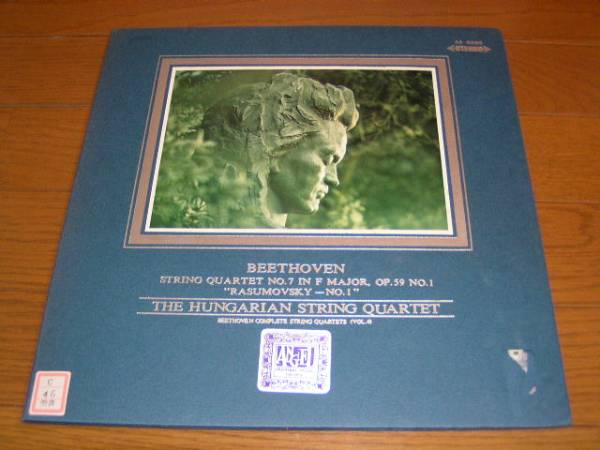 STEREO
BEETHOVEN
STRING QUARTET NO.7 IN F MAJOR, OP.59 NO.1
"RASUMOVSKY—NO.1"
THE HUNGARIAN STRING QUARTET
BEETHOVEN COMPLETE STRING QUARTETS (VOL.4)
ANGEL